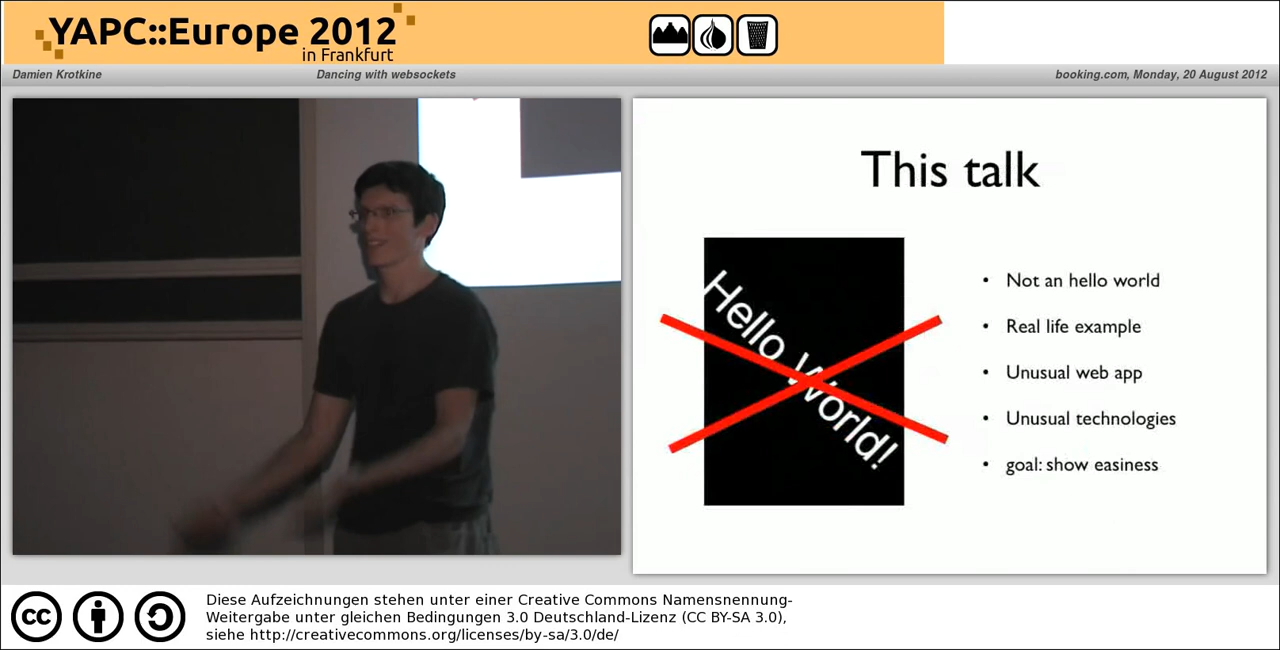 YAPC::Europe 2012
in Frankfurt
Damien Krotkine
Dancing with websockets
booking.com, Monday, 20 August 2012
This talk
Hello World!
• Not an hello world
• Real life example
• Unusual web app
• Unusual technologies
• goal: show easiness
cc
Diese Aufzeichnungen stehen unter einer Creative Commons Namensnennung-
Weitergabe unter gleichen Bedingungen 3.0 Deutschland-Lizenz (CC BY-SA 3.0),
siehe http://creativecommons.org/licenses/by-sa/3.0/de/